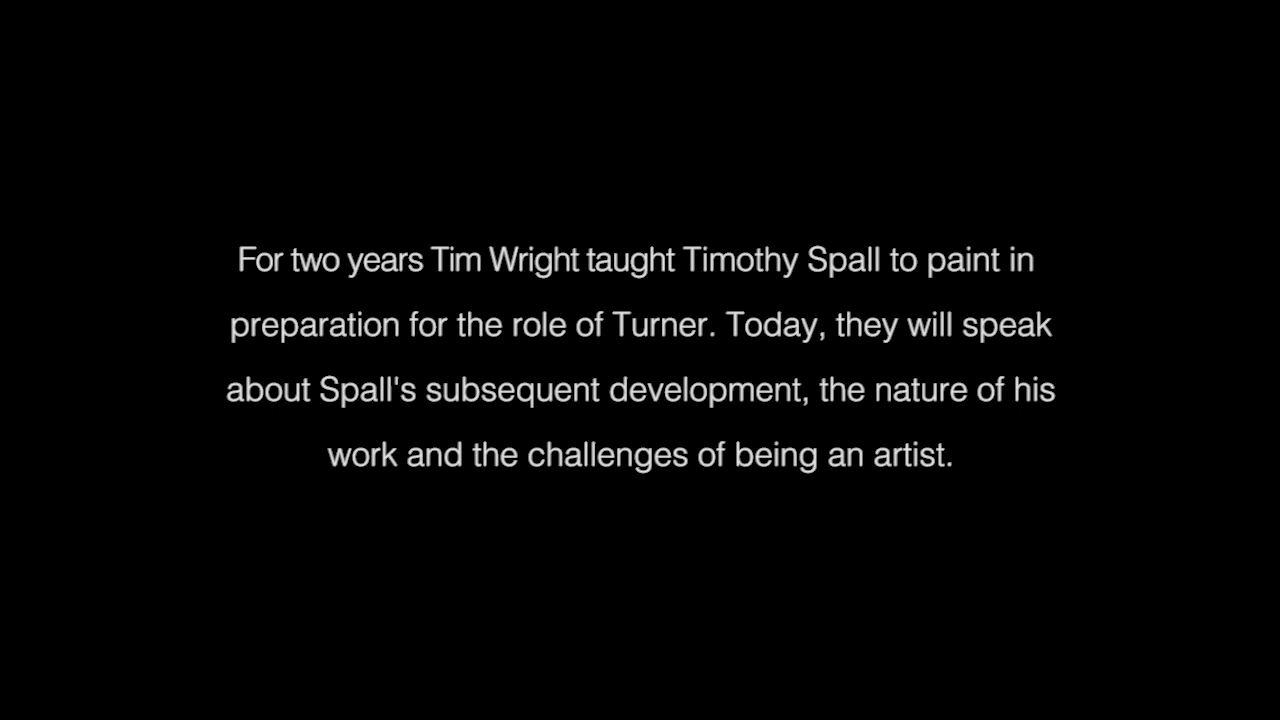 For two years Tim Wright taught Timothy Spall to paint in
preparation for the role of Turner. Today, they will speak
about Spall's subsequent development, the nature of his
work and the challenges of being an artist.